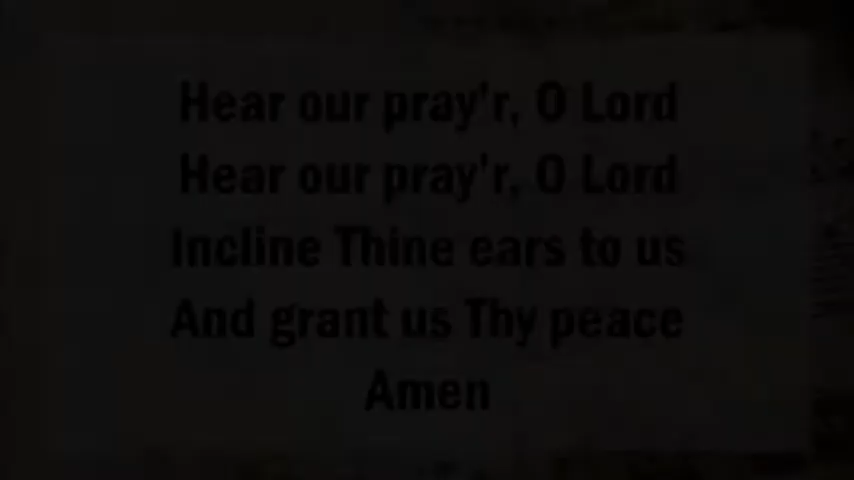 Hear our pray'r, O Lord
Hear our pray'r, O Lord
Incline Thine ears to us
And grant us Thy peace
Amen